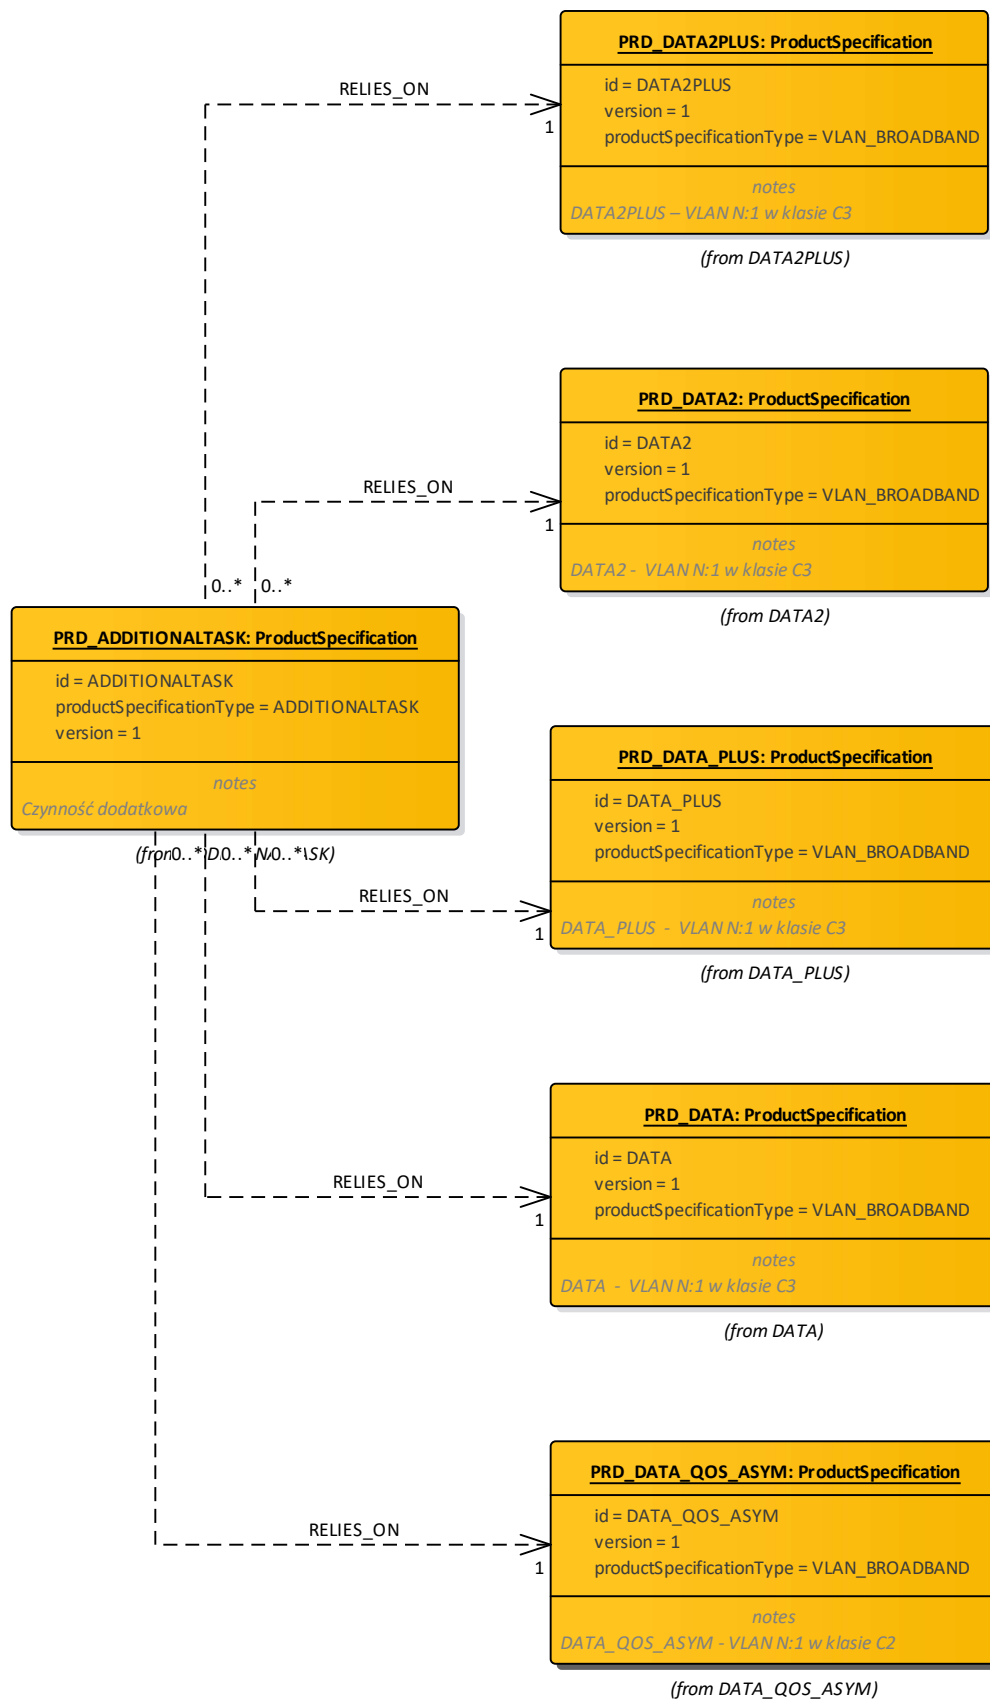 PRD_DATA2PLUS: ProductSpecification
id = DATA2PLUS
version = 1
productSpecificationType = VLAN_BROADBAND
notes
DATA2PLUS – VLAN N:1 w klasie C3
(from DATA2PLUS)
RELIES_ON
1
PRD_DATA2: ProductSpecification
id = DATA2
version = 1
productSpecificationType = VLAN_BROADBAND
notes
DATA2 - VLAN N:1 w klasie C3
(from DATA2)
RELIES_ON
1
0..*
0..*
PRD_ADDITIONALTASK: ProductSpecification
id = ADDITIONALTASK
productSpecificationType = ADDITIONALTASK
version = 1
notes
Czynność dodatkowa
0..*
0..*
0..*
PRD_DATA_PLUS: ProductSpecification
id = DATA_PLUS
version = 1
productSpecificationType = VLAN_BROADBAND
notes
DATA_PLUS - VLAN N:1 w klasie C3
(from DATA_PLUS)
RELIES_ON
1
PRD_DATA: ProductSpecification
id = DATA
version = 1
productSpecificationType = VLAN_BROADBAND
notes
DATA - VLAN N:1 w klasie C3
(from DATA)
RELIES_ON
1
PRD_DATA_QOS_ASYM: ProductSpecification
id = DATA_QOS_ASYM
version = 1
productSpecificationType = VLAN_BROADBAND
notes
DATA_QOS_ASYM - VLAN N:1 w klasie C2
(from DATA_QOS_ASYM)
RELIES_ON
1